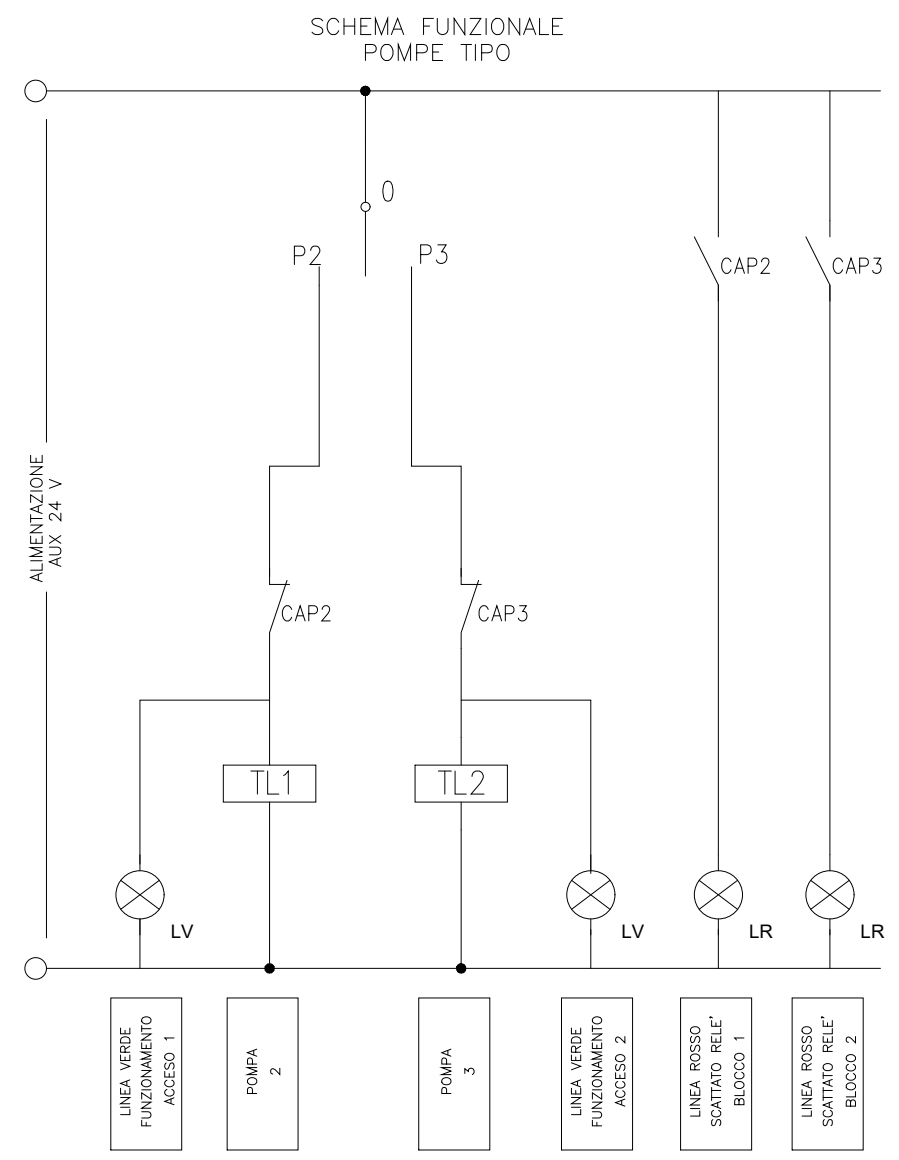 SCHEMA FUNZIONALE
POMPE TIPO
0
P2
P3
CAP2
CAP3
ALIMENTAZIONE
AUX 24 V
CAP2
CAP3
TL1
TL2
LV
LV
LR
LR
LINEA VERDE
FUNZIONAMENTO
ACCESO 1
POMPA
2
POMPA
3
LINEA VERDE
FUNZIONAMENTO
ACCESO 2
LINEA ROSSO
SCATTATO RELE'
BLOCCO 1
LINEA ROSSO
SCATTATO RELE'
BLOCCO 2